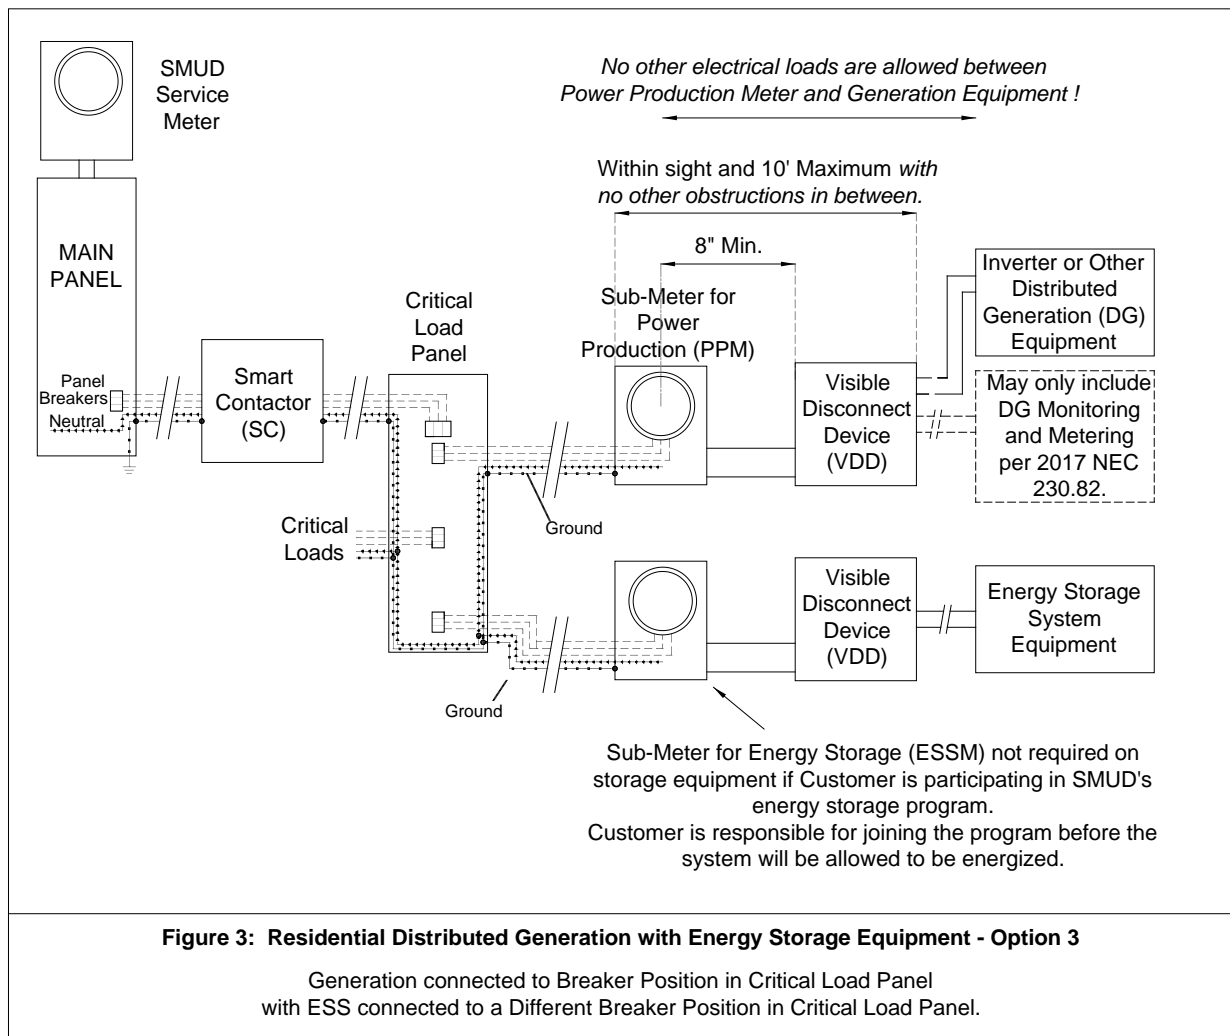 SMUD
Service
Meter
No other electrical loads are allowed between
Power Production Meter and Generation Equipment !
Within sight and 10' Maximum with
no other obstructions in between.
8" Min.
MAIN
PANEL
Panel
Breakers
Neutral
Smart
Contactor
(SC)
Critical
Load
Panel
Sub-Meter for
Power
Production (PPM)
Visible
Disconnect
Device
(VDD)
Inverter or Other
Distributed
Generation (DG)
Equipment
May only include
DG Monitoring
and Metering
per 2017 NEC
230.82.
Ground
Critical
Loads
Visible
Disconnect
Device
(VDD)
Energy Storage
System
Equipment
Ground
Sub-Meter for Energy Storage (ESSM) not required on
storage equipment if Customer is participating in SMUD's
energy storage program.
Customer is responsible for joining the program before the
system will be allowed to be energized.
Figure 3: Residential Distributed Generation with Energy Storage Equipment - Option 3
Generation connected to Breaker Position in Critical Load Panel
with ESS connected to a Different Breaker Position in Critical Load Panel.